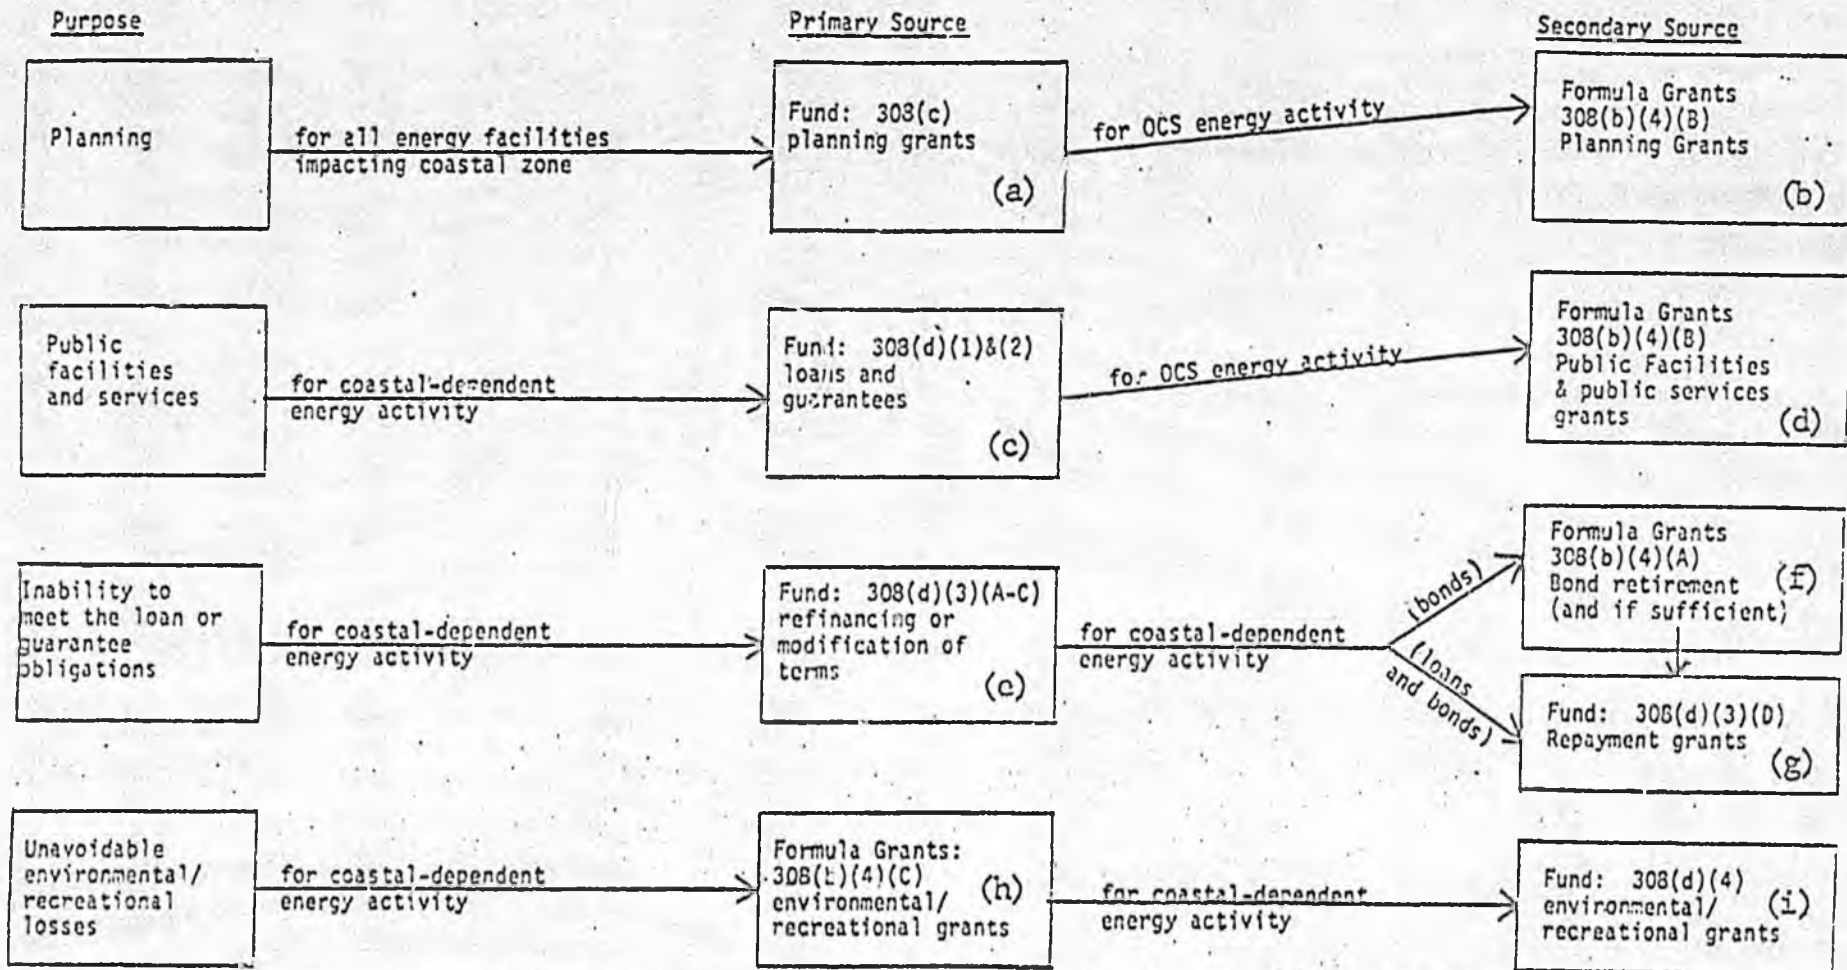 Purpose
Primary Source
Secondary Source
Planning
for all energy facilities
impacting coastal zone
Fund: 308(c)
planning grants
(a)
for OCS energy activity
Formula Grants
308(b)(4)(B)
Planning Grants
(b)
Public
facilities
and services
for coastal-dependent
energy activity
Fund: 308(d)(1)&(2)
loans and
guarantees
(c)
for OCS energy activity
Formula Grants
308(b)(4)(B)
Public Facilities
& public services
grants
(d)
Inability to
meet the loan or
guarantee
obligations
for coastal-dependent
energy activity
Fund: 308(d)(3)(A-C)
refinancing or
modification of
terms
(e)
for coastal-dependent
energy activity
(bonds)
(loans
and bonds)
Formula Grants
308(b)(4)(A)
Bond retirement
(and if sufficient)
(f)
Fund: 308(d)(3)(D)
Repayment grants
(g)
Unavoidable
environmental/
recreational
losses
for coastal-dependent
energy activity
Formula Grants:
308(b)(4)(C)
environmental/
recreational grants
(h)
for coastal-dependent
energy activity
Fund: 308(d)(4)
environmental/
recreational grants
(i)